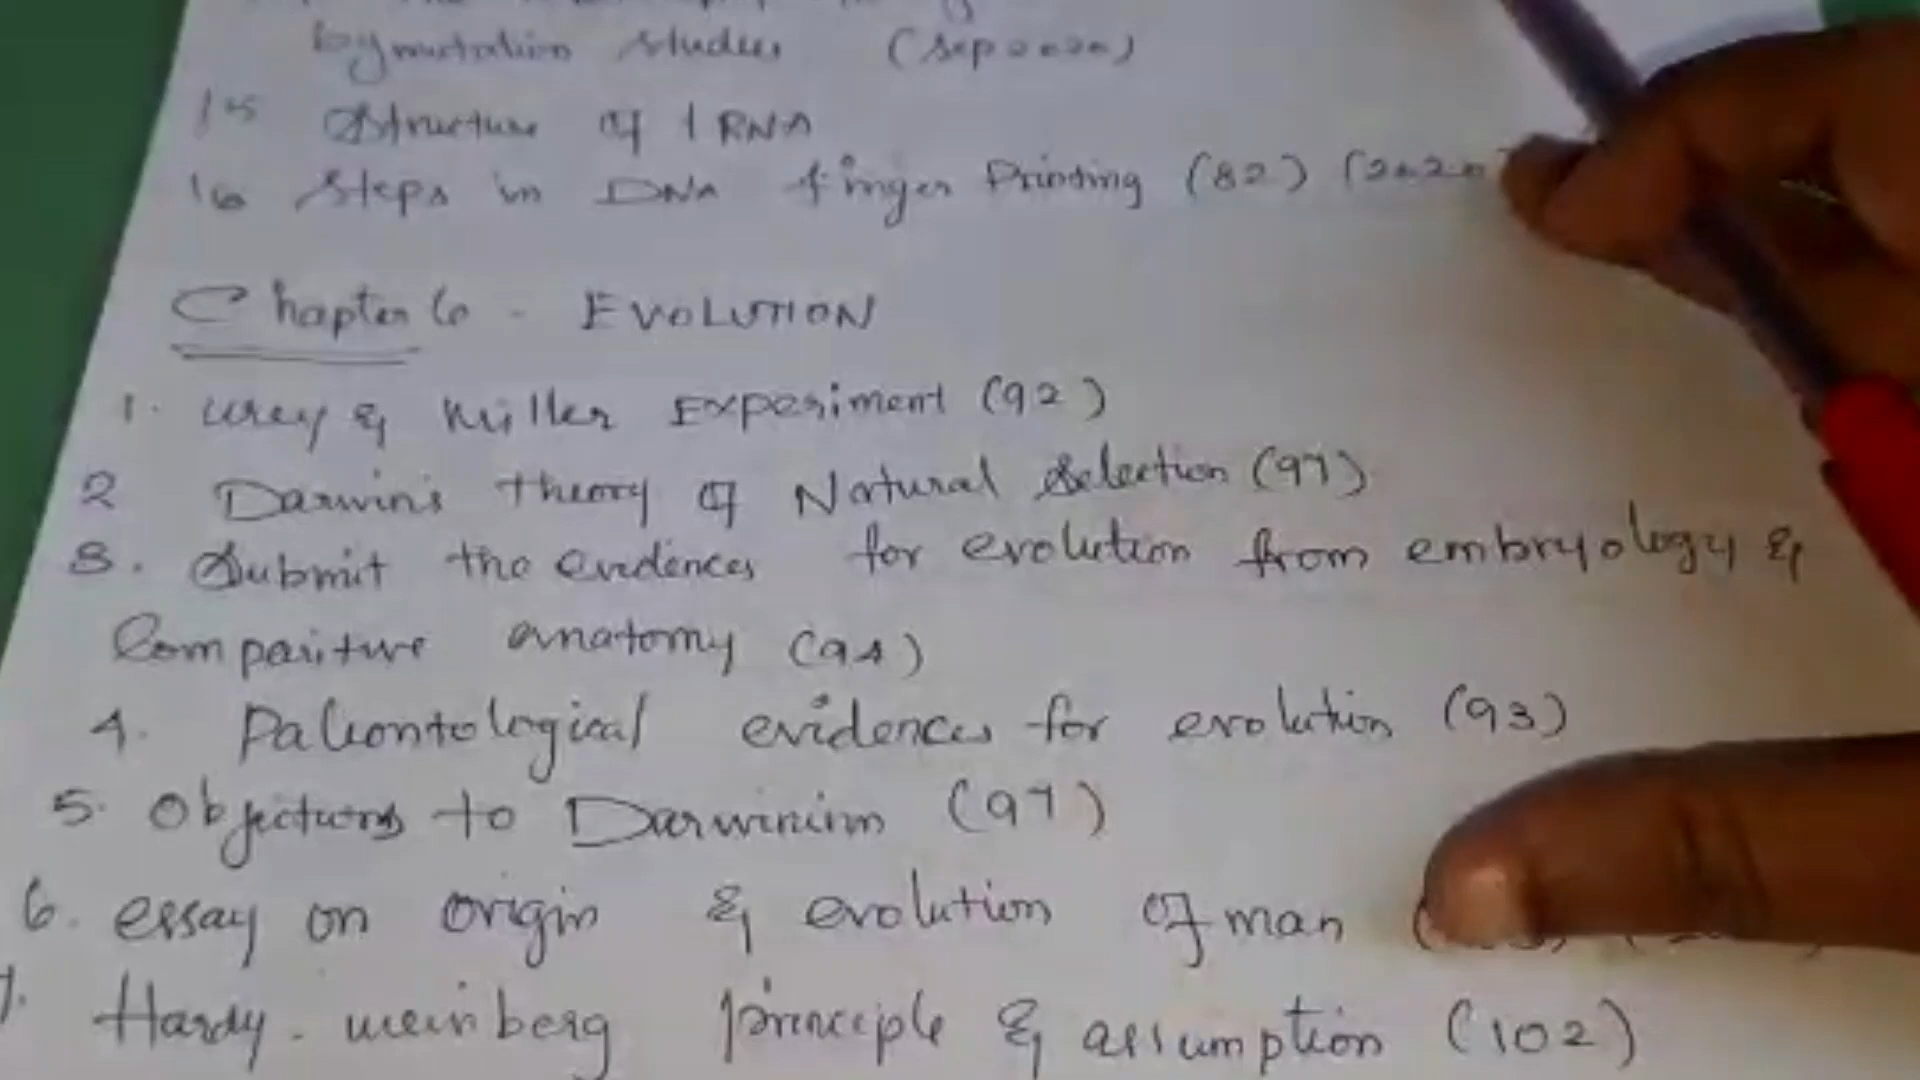 by mutation studies (Sep 2020)
15 Structure of tRNA
16 Steps in DNA finger Printing (82) (2020
Chapter 6 - EVOLUTION
1. Urey & Miller Experiment (92)
2 Darwin's theory of Natural Selection (97)
3. Submit the evidences for evolution from embryology &
Comparitive anatomy (94)
4. Paleontological evidences for evolution (93)
5. Objections to Darwinism (97)
6. essay on origin & evolution of man (
7. Hardy - weinberg principle & assumption (102)